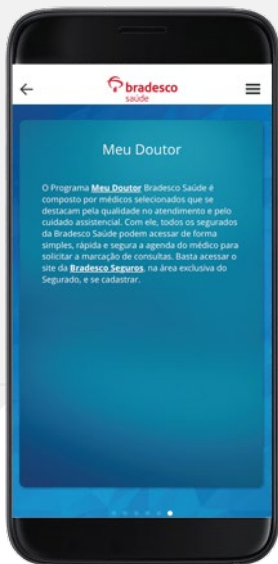 bradesco
saúde
Meu Doutor
O Programa Meu Doutor Bradesco Saúde é
composto por médicos selecionados que se
destacam pela qualidade no atendimento e pelo
cuidado assistencial. Com ele, todos os segurados
da Bradesco Saúde podem acessar de forma
simples, rápida e segura a agenda do médico para
solicitar a marcação de consultas. Basta acessar o
site da Bradesco Seguros, na área exclusiva do
Segurado, e se cadastrar.